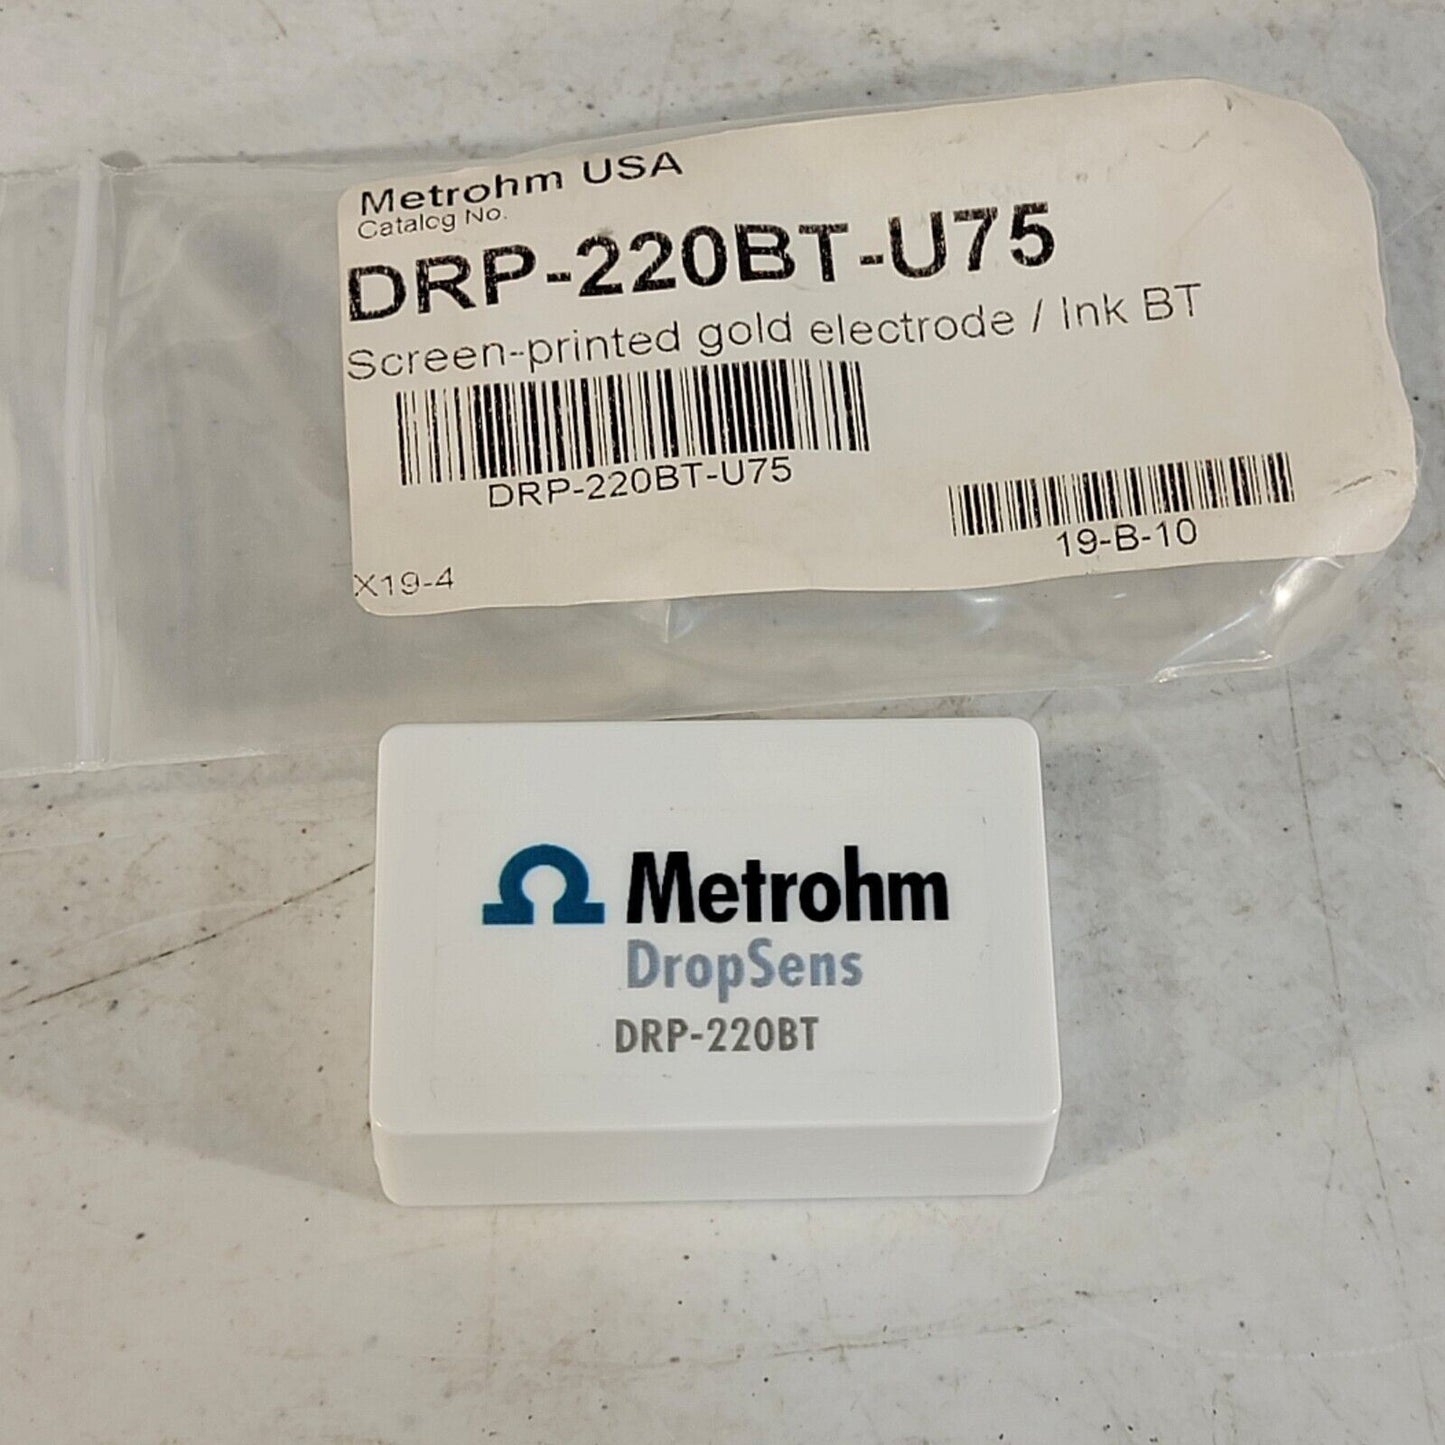 Metrohm USA
Catalog No.
DRP-220BT-U75
Screen-printed gold electrode / Ink BT
DRP-220BT-U75
19-B-10
X19-4
Metrohm
DropSens
DRP-220BT